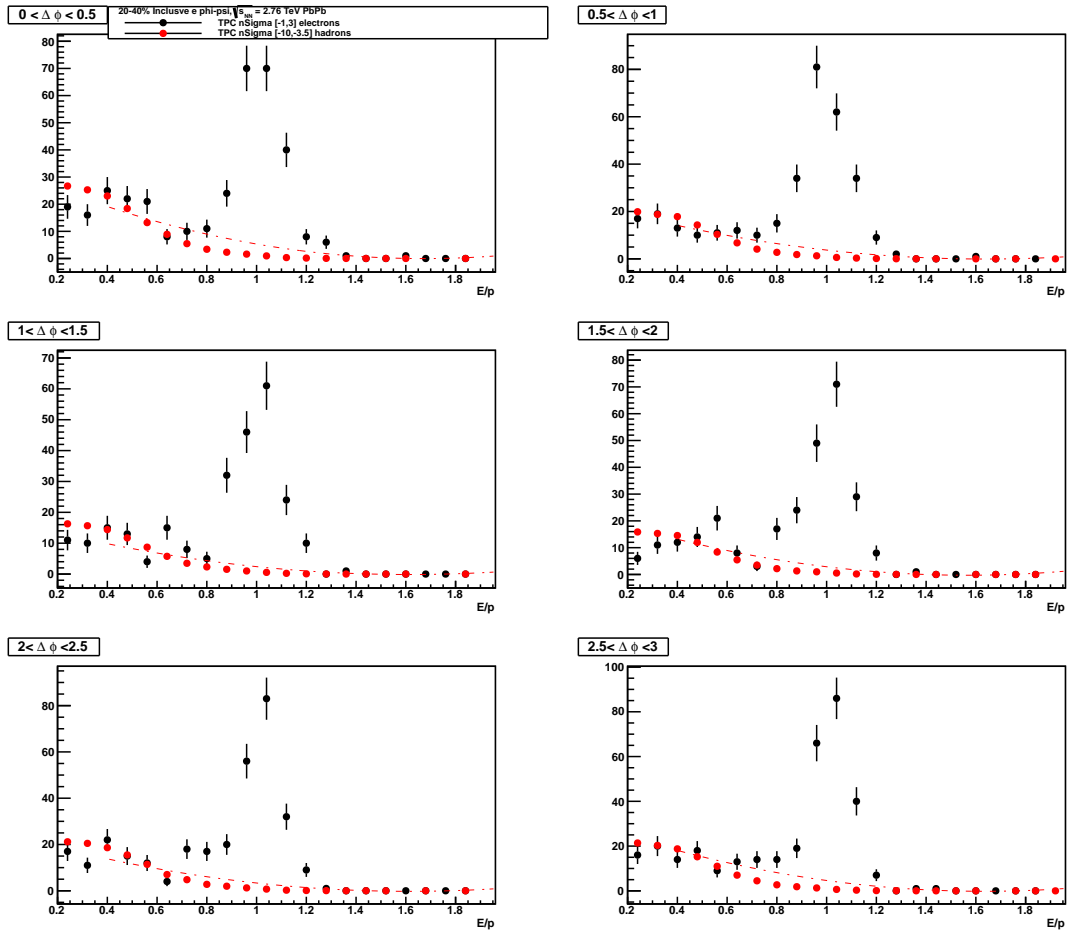 0 < Δ ϕ < 0.5
20-40% Inclusve e phi-psi,√s_NN = 2.76 TeV PbPb
TPC nSigma [-1,3] electrons
TPC nSigma [-10,-3.5] hadrons
80
70
60
50
40
30
20
10
0
0.2 0.4 0.6 0.8 1 1.2 1.4 1.6 1.8
E/p
0.5< Δ ϕ <1
80
60
40
20
0
0.2 0.4 0.6 0.8 1 1.2 1.4 1.6 1.8
E/p
1< Δ ϕ <1.5
70
60
50
40
30
20
10
0
0.2 0.4 0.6 0.8 1 1.2 1.4 1.6 1.8
E/p
1.5< Δ ϕ <2
80
70
60
50
40
30
20
10
0
0.2 0.4 0.6 0.8 1 1.2 1.4 1.6 1.8
E/p
2< Δ ϕ <2.5
80
60
40
20
0
0.2 0.4 0.6 0.8 1 1.2 1.4 1.6 1.8
E/p
2.5< Δ ϕ <3
100
80
60
40
20
0
0.2 0.4 0.6 0.8 1 1.2 1.4 1.6 1.8
E/p